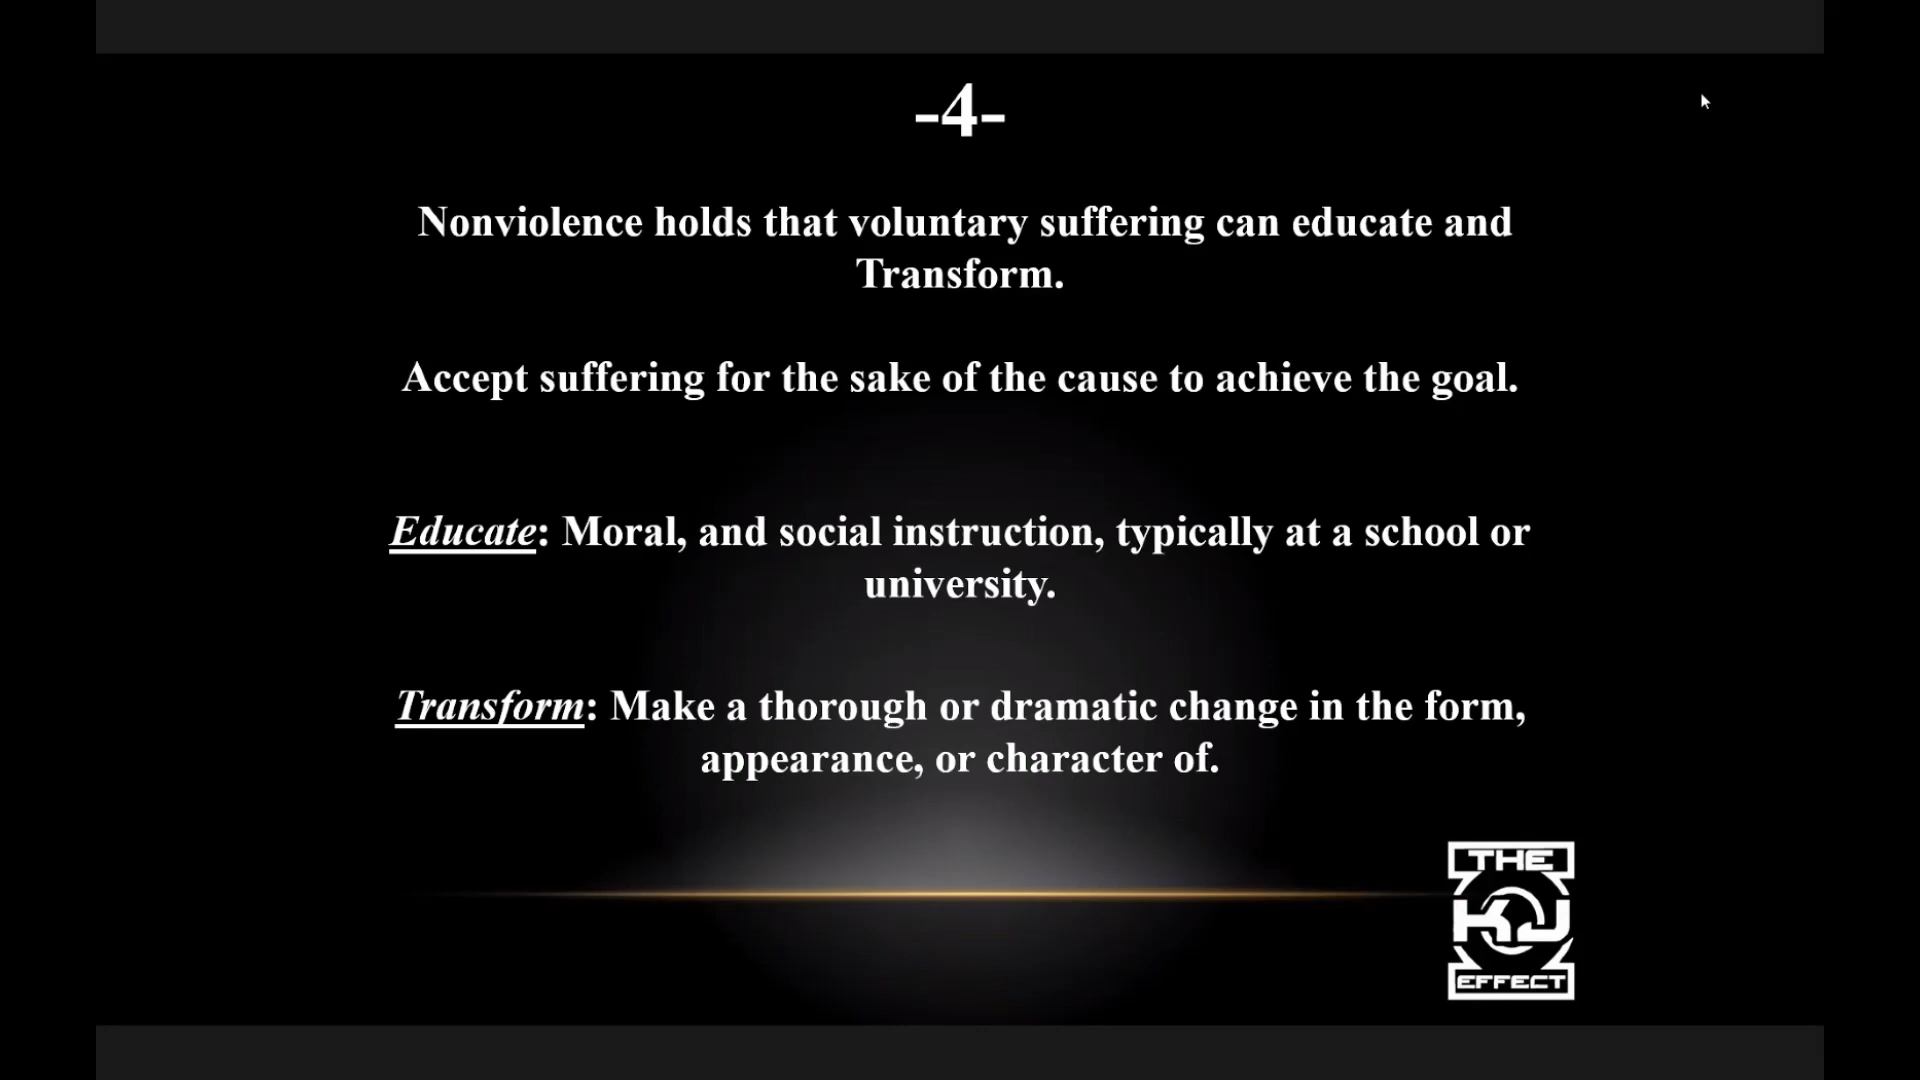 -4-
Nonviolence holds that voluntary suffering can educate and
Transform.
Accept suffering for the sake of the cause to achieve the goal.
Educate: Moral, and social instruction, typically at a school or
university.
Transform: Make a thorough or dramatic change in the form,
appearance, or character of.
THE
KJ
EFFECT